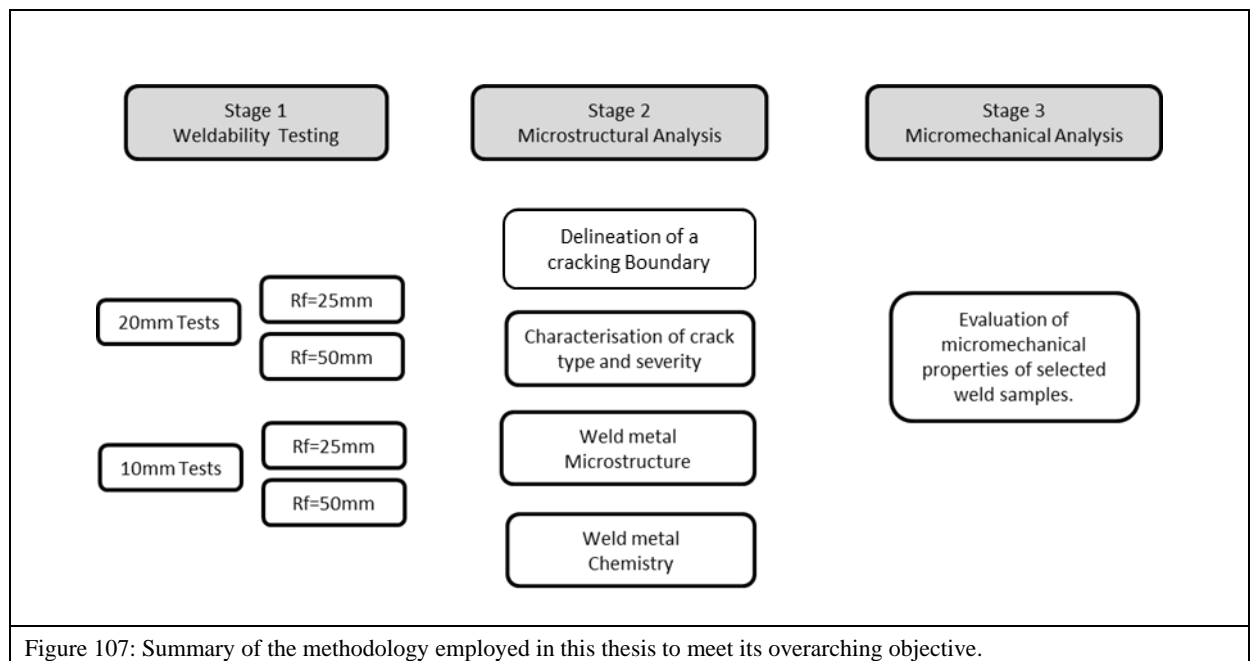 Stage 1
Weldability Testing
Stage 2
Microstructural Analysis
Stage 3
Micromechanical Analysis
20mm Tests
Rf=25mm
Rf=50mm
10mm Tests
Rf=25mm
Rf=50mm
Delineation of a
cracking Boundary
Characterisation of crack
type and severity
Weld metal
Microstructure
Weld metal
Chemistry
Evaluation of
micromechanical
properties of selected
weld samples.
Figure 107: Summary of the methodology employed in this thesis to meet its overarching objective.